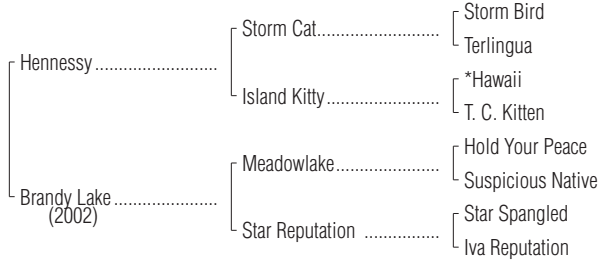 Storm Bird
Storm Cat........................
Terlingua
Hennessy........................
*Hawaii
Island Kitty......................
T. C. Kitten
Hold Your Peace
Meadowlake....................
Suspicious Native
Brandy Lake....................
(2002)
Star Spangled
Star Reputation ..............
Iva Reputation